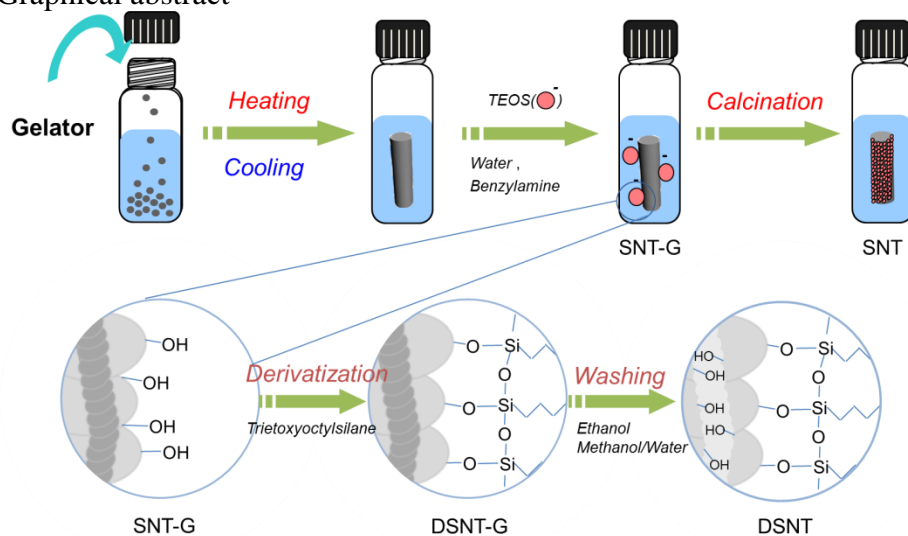 Graphical abstract
Gelator
Heating
Cooling
TEOS( - )
Water ,
Benzylamine
Calcination
-
-
-
SNT-G
SNT
OH
OH
OH
OH
Derivatization
Trietoxyoctylsilane
O
Si
O
O
Si
O
O
Si
Washing
Ethanol
Methanol/Water
HO
OH
OH
HO
OH
O
Si
O
O
Si
O
O
Si
SNT-G
DSNT-G
DSNT